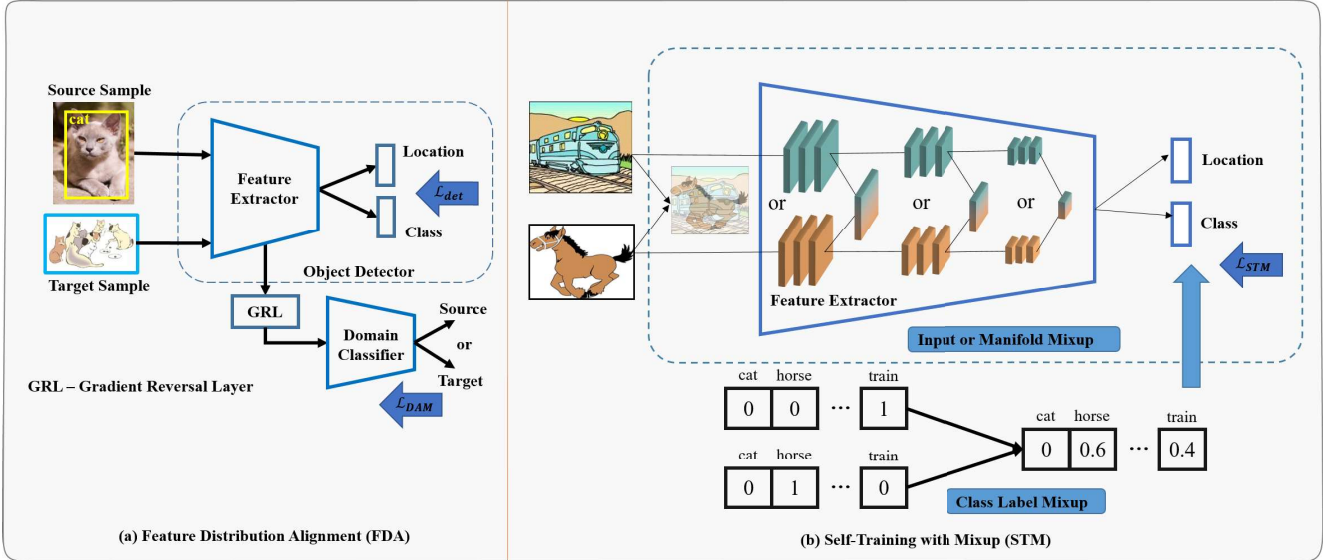 Source Sample
cat
Target Sample
Feature
Extractor
Location
Class
ℒdet
Object Detector
GRL
Domain
Classifier
Source
or
Target
GRL – Gradient Reversal Layer
ℒDAM
(a) Feature Distribution Alignment (FDA)
or
or
or
Feature Extractor
Location
Class
ℒSTM
Input or Manifold Mixup
cat horse train
0 0 ... 1
cat horse train
0 1 ... 0
cat horse train
0 0.6 ... 0.4
Class Label Mixup
(b) Self-Training with Mixup (STM)